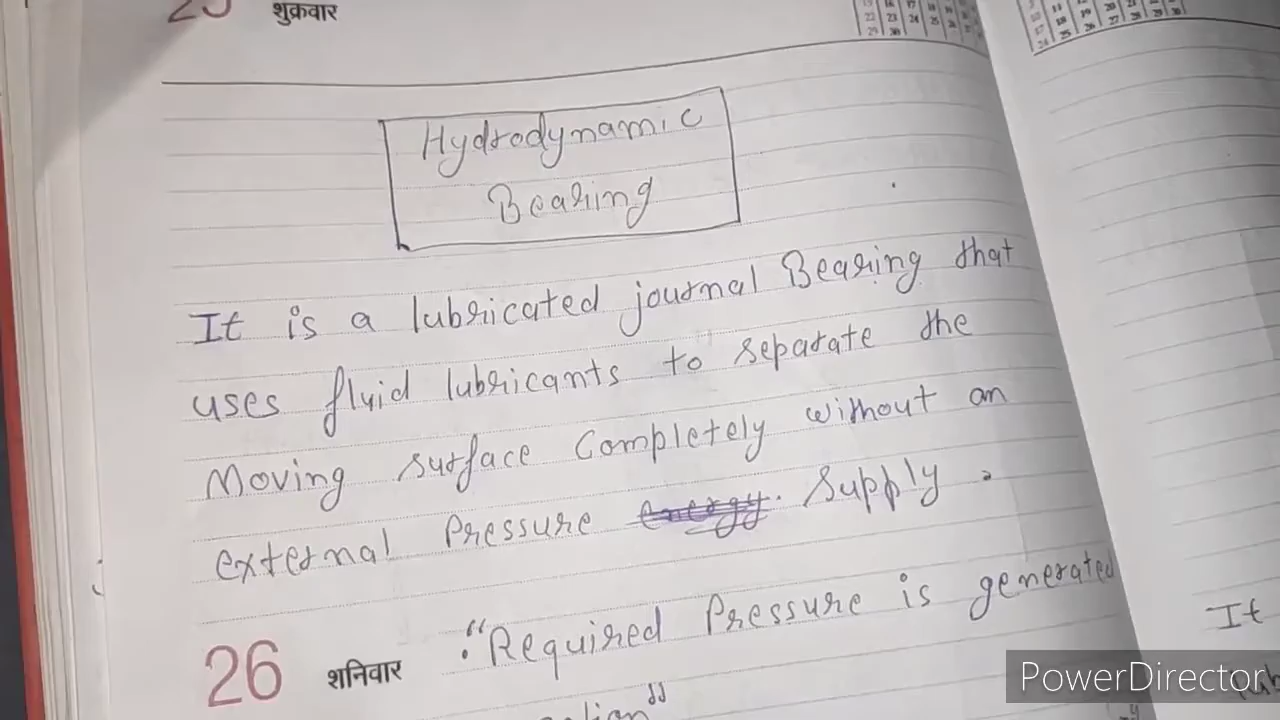 शुक्रवार
Hydrodynamic
Bearing
It is a lubricated journal Bearing that
uses fluid lubricants to separate the
Moving surface Completely without an
external Pressure energy. Supply.
26 शनिवार "Required Pressure is generated
It
PowerDirector